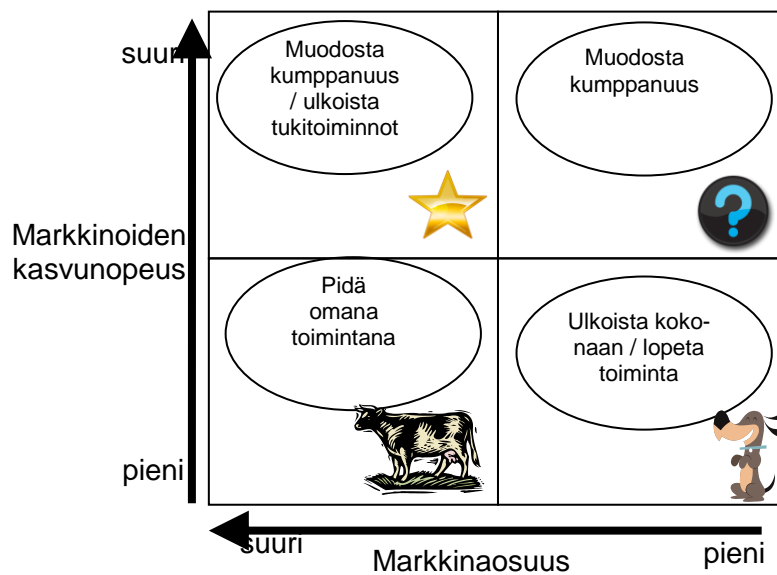 suuri
Muodosta
kumppanuus
/ ulkoista
tukitoiminnot
Muodosta
kumppanuus
?
Markkinoiden
kasvunopeus
Pidä
omana
toimintana
Ulkoista koko-
naan / lopeta
toiminta
pieni
suuri
Markkinaosuus
pieni